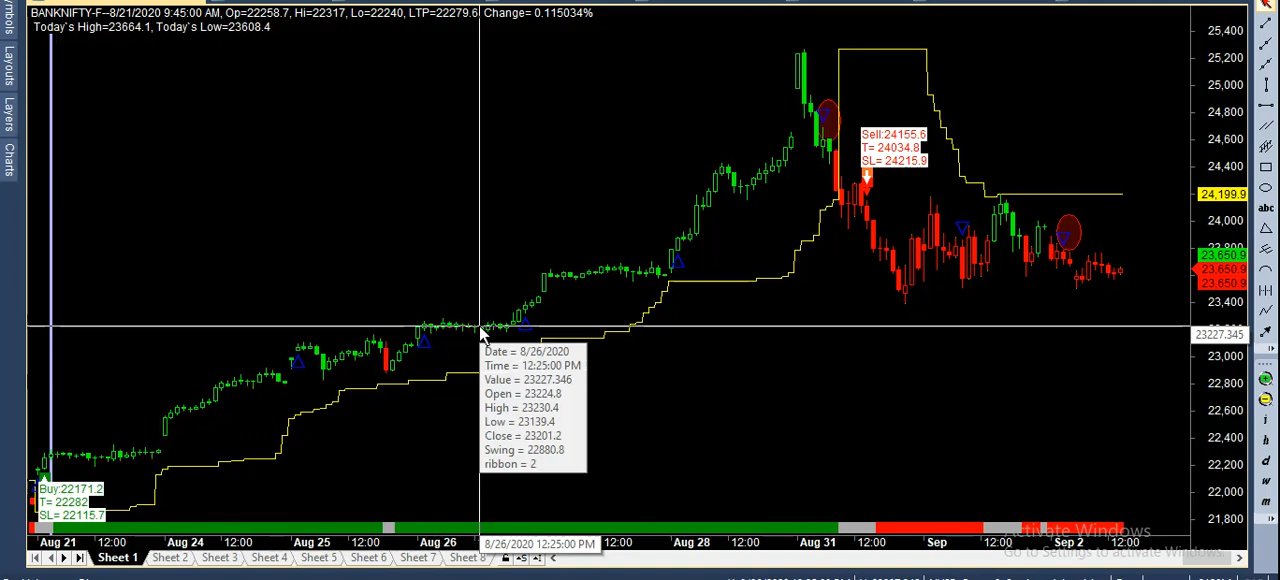 BANKNIFTY-F--8/21/2020 9:45:00 AM, Op=22258.7, Hi=22317, Lo=22240, LTP=22279.6 Change= 0.115034%
Today`s High=23664.1, Today`s Low=23608.4
Layouts
Layers
Charts
25,400
25,200
25,000
24,800
24,600
24,400
24,199.9
24,000
23,650.9
23,650.9
23,650.9
23,400
23227.345
23,000
22,800
22,600
22,400
22,200
22,000
21,800
Sell:24155.6
T= 24034.8
SL= 24215.9
Date = 8/26/2020
Time = 12:25:00 PM
Value = 23227.346
Open = 23224.8
High = 23230.4
Low = 23139.4
Close = 23201.2
Swing = 22880.8
ribbon = 2
Buy:22171.2
T= 22282
SL= 22115.7
abc
i
h
d
w
m
Activate Windows
Go to Settings to activate Windows.
Aug 21 12:00 Aug 24 12:00 Aug 25 12:00 Aug 26 8/26/2020 12:25:00 PM 12:00 Aug 28 12:00 Aug 31 12:00 Sep 12:00 Sep 2 12:00
Sheet 1 Sheet 2 Sheet 3 Sheet 4 Sheet 5 Sheet 6 Sheet 7 Sheet 8